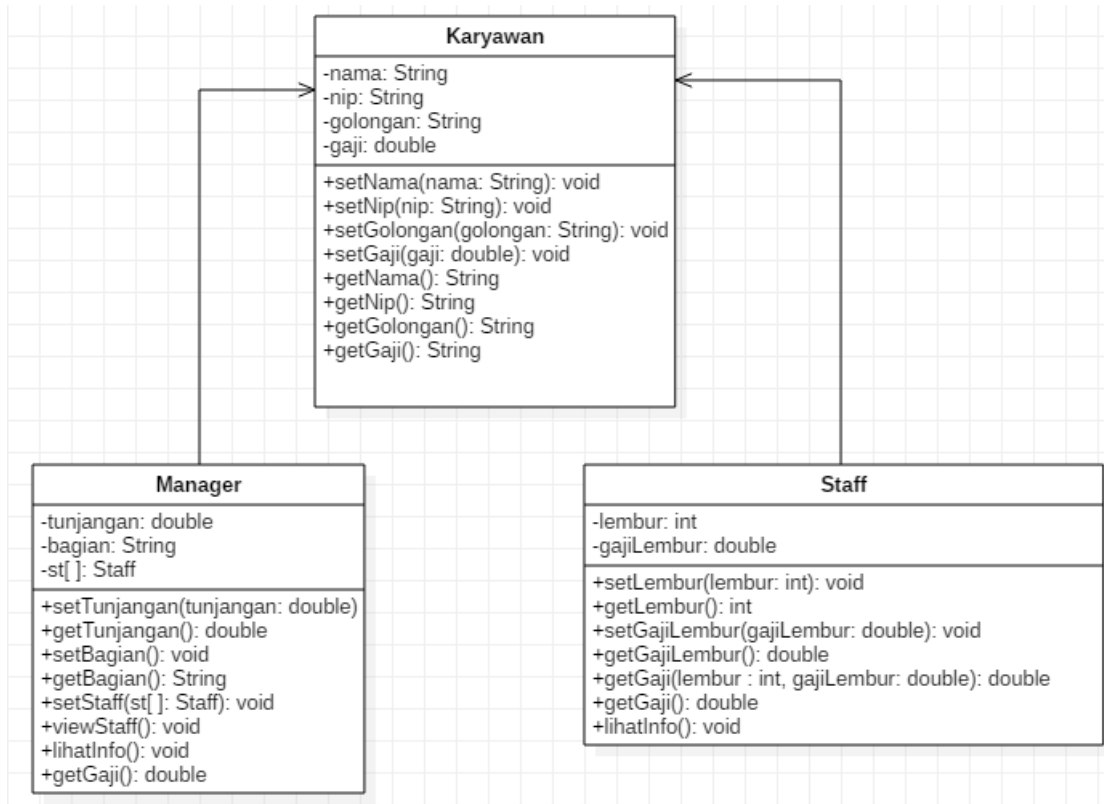 Karyawan
-nama: String
-nip: String
-golongan: String
-gaji: double
+setNama(nama: String): void
+setNip(nip: String): void
+setGolongan(golongan: String): void
+setGaji(gaji: double): void
+getNama(): String
+getNip(): String
+getGolongan(): String
+getGaji(): String
Manager
-tunjangan: double
-bagian: String
-st[ ]: Staff
+setTunjangan(tunjangan: double)
+getTunjangan(): double
+setBagian(): void
+getBagian(): String
+setStaff(st[ ]: Staff): void
+viewStaff(): void
+lihatInfo(): void
+getGaji(): double
Staff
-lembur: int
-gajiLembur: double
+setLembur(lembur: int): void
+getLembur(): int
+setGajiLembur(gajiLembur: double): void
+getGajiLembur(): double
+getGaji(lembur : int, gajiLembur: double): double
+getGaji(): double
+lihatInfo(): void